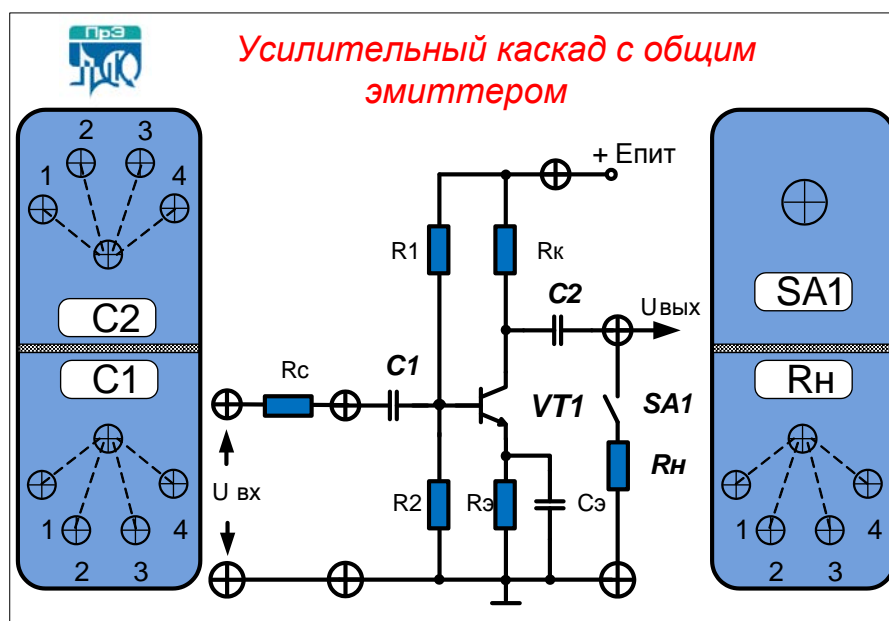 ПрЭ
Усилительный каскад с общим
эмиттером
2 3
1 4
C2
C1
1 4
2 3
+ Епит
R1 Rк
C2
Uвых
Rс
C1
VT1
SA1
Rн
U вх
R2 Rэ Cэ
SA1
Rн
1 4
2 3